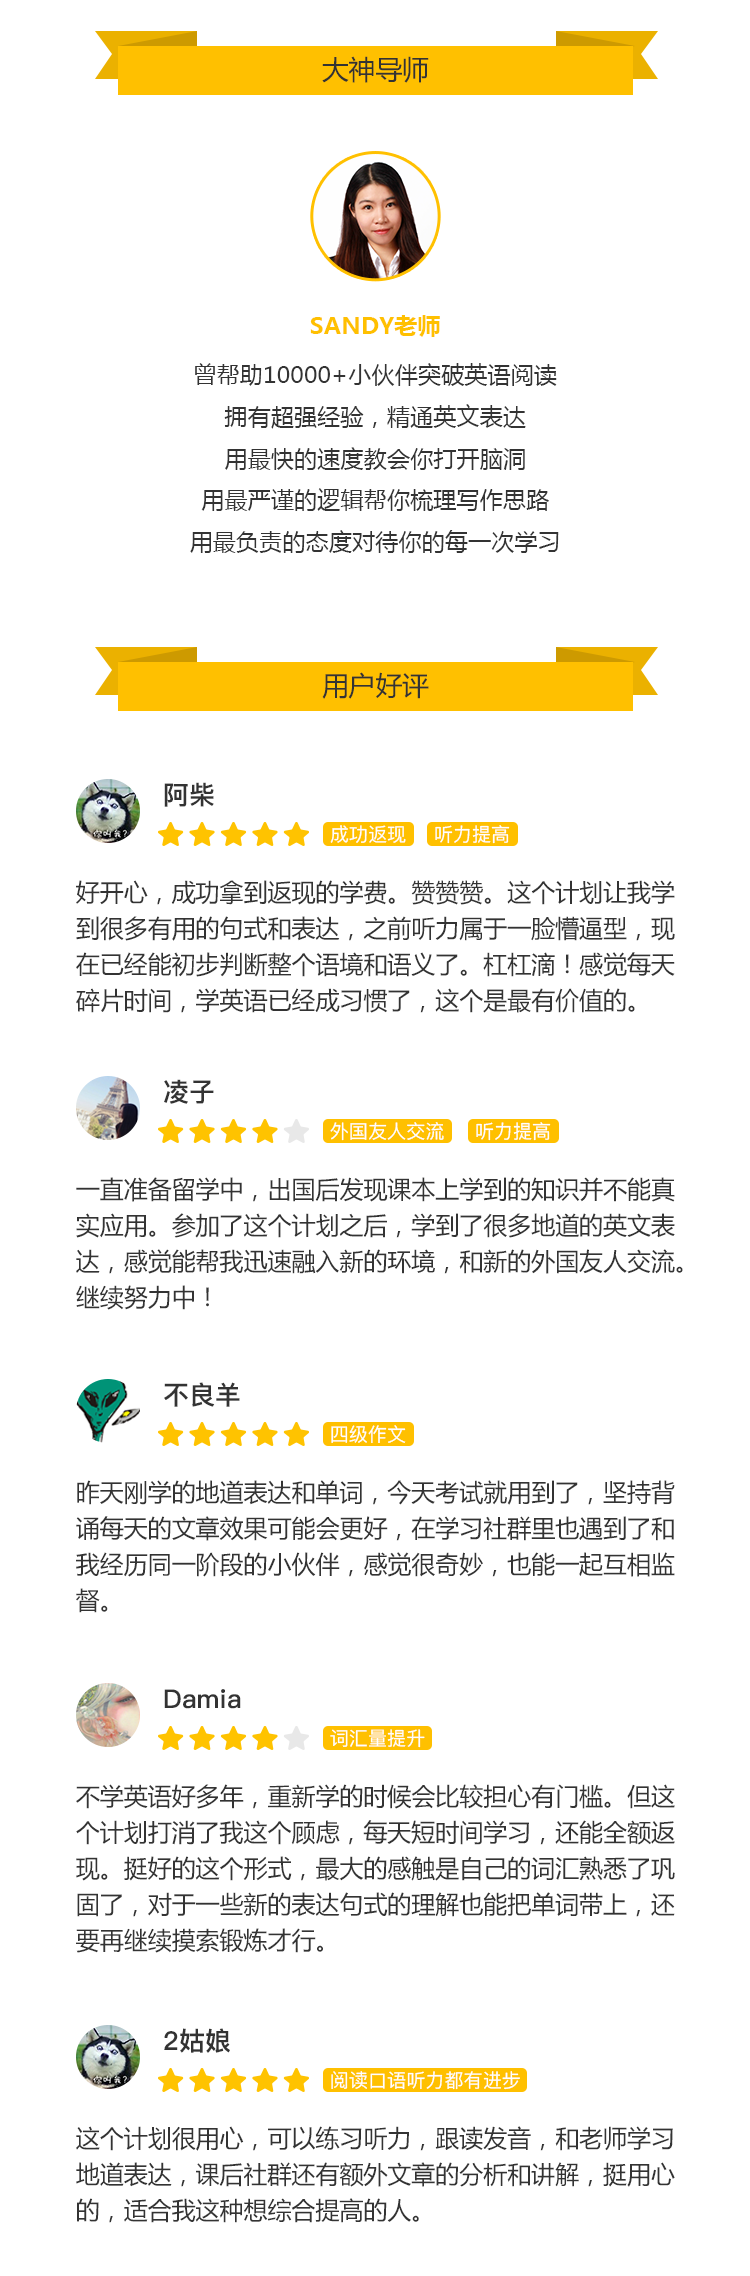 大神导师
SANDY老师
曾帮助10000+小伙伴突破英语阅读
拥有超强经验，精通英文表达
用最快的速度教会你打开脑洞
用最严谨的逻辑帮你梳理写作思路
用最负责的态度对待你的每一次学习
用户好评
阿柴
成功返现 听力提高
你叫我?
好开心，成功拿到返现的学费。赞赞赞。这个计划让我学
到很多有用的句式和表达，之前听力属于一脸懵逼型，现
在已经能初步判断整个语境和语义了。杠杠滴！感觉每天
碎片时间，学英语已经成习惯了，这个是最有价值的。
凌子
外国友人交流 听力提高
一直准备留学中，出国后发现课本上学到的知识并不能真
实应用。参加了这个计划之后，学到了很多地道的英文表
达，感觉能帮我迅速融入新的环境，和新的外国友人交流。
继续努力中！
不良羊
四级作文
昨天刚学的地道表达和单词，今天考试就用到了，坚持背
诵每天的文章效果可能会更好，在学习社群里也遇到了和
我经历同一阶段的小伙伴，感觉很奇妙，也能一起互相监
督。
Damia
词汇量提升
不学英语好多年，重新学的时候会比较担心有门槛。但这
个计划打消了我这个顾虑，每天短时间学习，还能全额返
现。挺好的这个形式，最大的感触是自己的词汇熟悉了巩
固了，对于一些新的表达句式的理解也能把单词带上，还
要再继续摸索锻炼才行。
2姑娘
阅读口语听力都有进步
你叫我?
这个计划很用心，可以练习听力，跟读发音，和老师学习
地道表达，课后社群还有额外文章的分析和讲解，挺用心
的，适合我这种想综合提高的人。